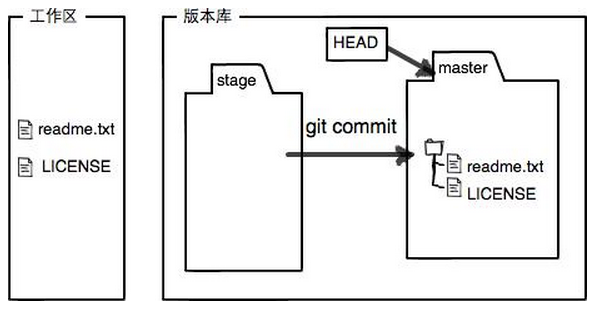 工作区
版本库
HEAD
stage
master
readme.txt
LICENSE
git commit
readme.txt
LICENSE